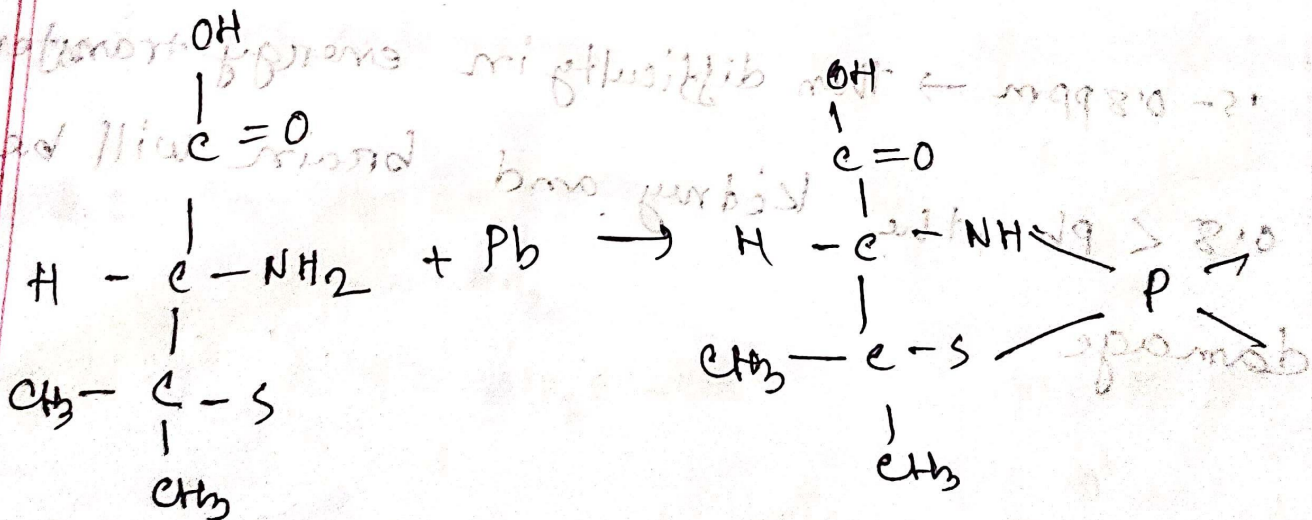 OH
OH
C = O
C = O
H - C - NH2 + Pb → H - C - NH
P
CH3 - C - S
CH3 - C - S
CH3
CH3